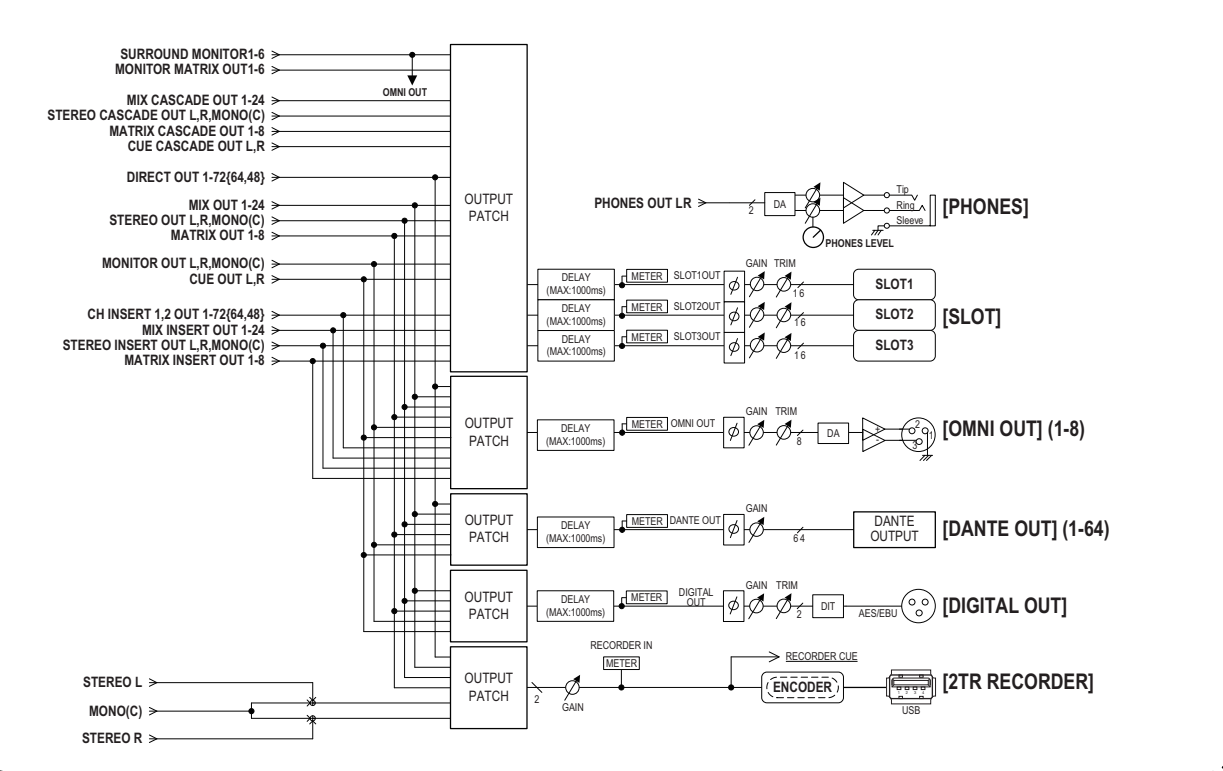 SURROUND MONITOR1-6
MONITOR MATRIX OUT1-6
OMNI OUT
MIX CASCADE OUT 1-24
STEREO CASCADE OUT L,R,MONO(C)
MATRIX CASCADE OUT 1-8
CUE CASCADE OUT L,R
DIRECT OUT 1-72{64,48}
MIX OUT 1-24
STEREO OUT L,R,MONO(C)
MATRIX OUT 1-8
MONITOR OUT L,R,MONO(C)
CUE OUT L,R
CH INSERT 1,2 OUT 1-72{64,48}
MIX INSERT OUT 1-24
STEREO INSERT OUT L,R,MONO(C)
MATRIX INSERT OUT 1-8
OUTPUT
PATCH
PHONES OUT LR
2
DA
PHONES LEVEL
Tip
Ring
Sleeve
[PHONES]
DELAY
(MAX:1000ms)
METER
SLOT1OUT
ϕ
GAIN
TRIM
16
SLOT1
DELAY
(MAX:1000ms)
METER
SLOT2OUT
ϕ
16
SLOT2
[SLOT]
DELAY
(MAX:1000ms)
METER
SLOT3OUT
ϕ
16
SLOT3
OUTPUT
PATCH
DELAY
(MAX:1000ms)
METER
OMNI OUT
ϕ
GAIN
TRIM
8
DA
+
-
2
1
3
[OMNI OUT] (1-8)
OUTPUT
PATCH
DELAY
(MAX:1000ms)
METER
DANTE OUT
ϕ
GAIN
64
DANTE
OUTPUT
[DANTE OUT] (1-64)
OUTPUT
PATCH
DELAY
(MAX:1000ms)
METER
DIGITAL
OUT
ϕ
GAIN
TRIM
2
DIT
AES/EBU
[DIGITAL OUT]
STEREO L
MONO(C)
STEREO R
OUTPUT
PATCH
2
GAIN
RECORDER IN
METER
RECORDER CUE
ENCODER
USB
[2TR RECORDER]